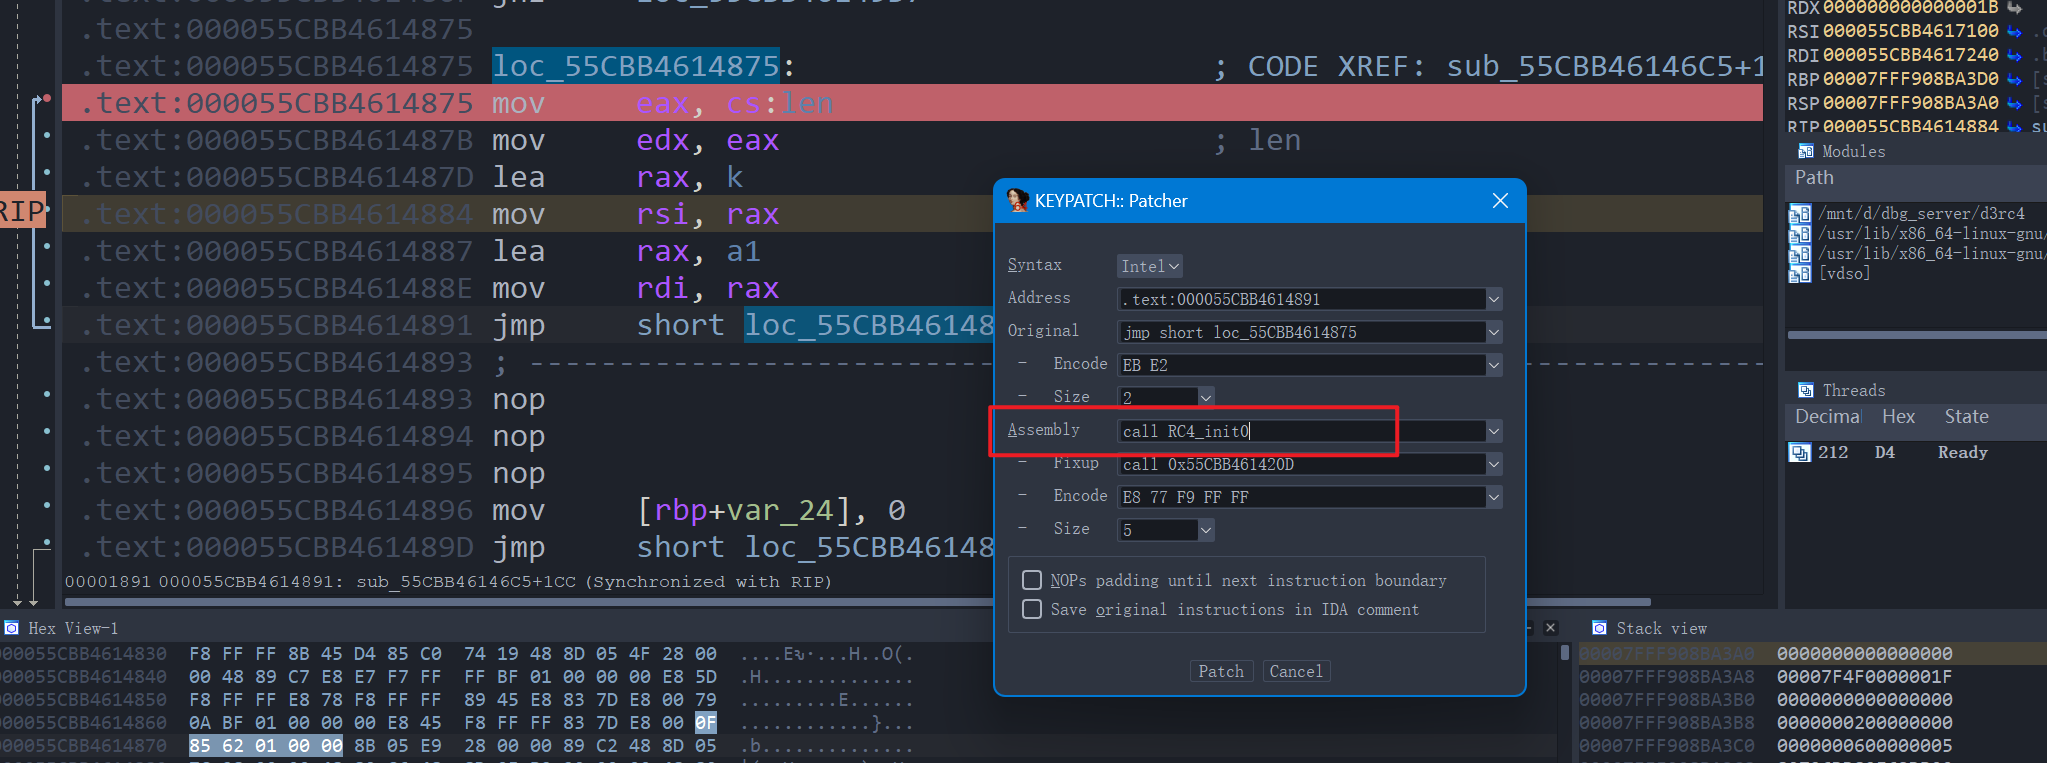 .text:000055CBB4614875
.text:000055CBB4614875 loc_55CBB4614875: ; CODE XREF: sub_55CBB46146C5+1
.text:000055CBB4614875 mov eax, cs:len
.text:000055CBB461487B mov edx, eax ; len
.text:000055CBB461487D lea rax, k
RIP .text:000055CBB4614884 mov rsi, rax
.text:000055CBB4614887 lea rax, a1
.text:000055CBB461488E mov rdi, rax
.text:000055CBB4614891 jmp short loc_55CBB46148
.text:000055CBB4614893 ; ----------------------------
.text:000055CBB4614893 nop
.text:000055CBB4614894 nop
.text:000055CBB4614895 nop
.text:000055CBB4614896 mov [rbp+var_24], 0
.text:000055CBB461489D jmp short loc_55CBB46148
00001891 000055CBB4614891: sub_55CBB46146C5+1CC (Synchronized with RIP)
KEYPATCH:: Patcher
Syntax Intel
Address .text:000055CBB4614891
Original jmp short loc_55CBB4614875
- Encode EB E2
- Size 2
Assembly call RC4_init0
- Fixup call 0x55CBB461420D
- Encode E8 77 F9 FF FF
- Size 5
NOPs padding until next instruction boundary
Save original instructions in IDA comment
Patch Cancel
RDX 000000000000001B
RSI 000055CBB4617100
RDI 000055CBB4617240
RBP 00007FFF908BA3D0 [s
RSP 00007FFF908BA3A0 [s
RIP 000055CBB4614884 su
Modules
Path
/mnt/d/dbg_server/d3rc4
/usr/lib/x86_64-linux-gnu/
/usr/lib/x86_64-linux-gnu/
[vdso]
Threads
Decimal Hex State
212 D4 Ready
Hex View-1
000055CBB4614830 F8 FF FF 8B 45 D4 85 C0 74 19 48 8D 05 4F 28 00
000055CBB4614840 00 48 89 C7 E8 E7 F7 FF FF BF 01 00 00 00 E8 5D .H..............
000055CBB4614850 F8 FF FF E8 78 F8 FF FF 89 45 E8 83 7D E8 00 79 .........E......
000055CBB4614860 0A BF 01 00 00 00 E8 45 F8 FF FF 83 7D E8 00 0F ............}...
000055CBB4614870 85 62 01 00 00 8B 05 E9 28 00 00 89 C2 48 8D 05 .b..............
Stack view
00007FFF908BA3A0 0000000000000000
00007FFF908BA3A8 00007F4F0000001F
00007FFF908BA3B0 0000000000000000
00007FFF908BA3B8 0000000200000000
00007FFF908BA3C0 0000000600000005